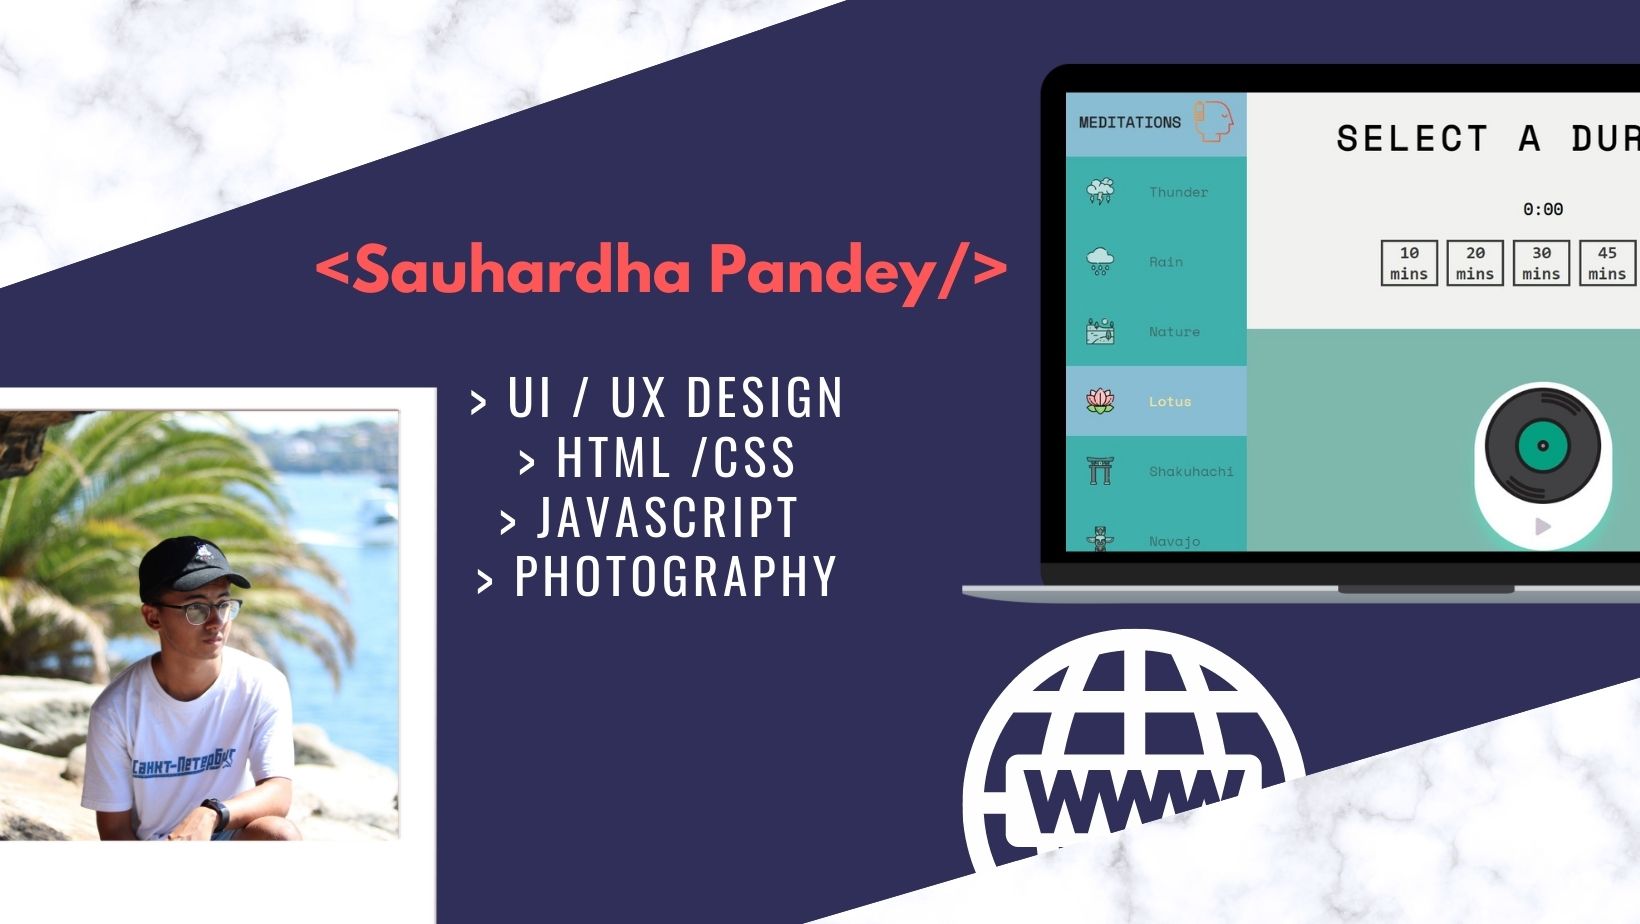 <Sauhardha Pandey/>
> UI / UX DESIGN
> HTML /CSS
> JAVASCRIPT
> PHOTOGRAPHY
MEDITATIONS
Thunder
Rain
Nature
Lotus
Shakuhachi
Navajo
SELECT A DUR
0:00
10 mins
20 mins
30 mins
45 mins
Санкт-Петербург
WWW